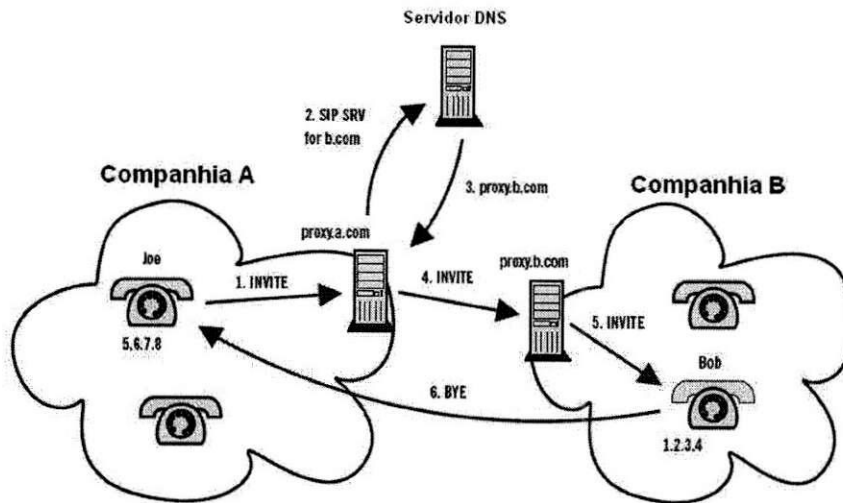 Servidor DNS
2. SIP SRV
for b.com
Companhia A
3. proxy.b.com
Companhia B
proxy.a.com
Joe
1. INVITE
4. INVITE
proxy.b.com
5. INVITE
5.6.7.8
Bob
6. BYE
1.2.3.4